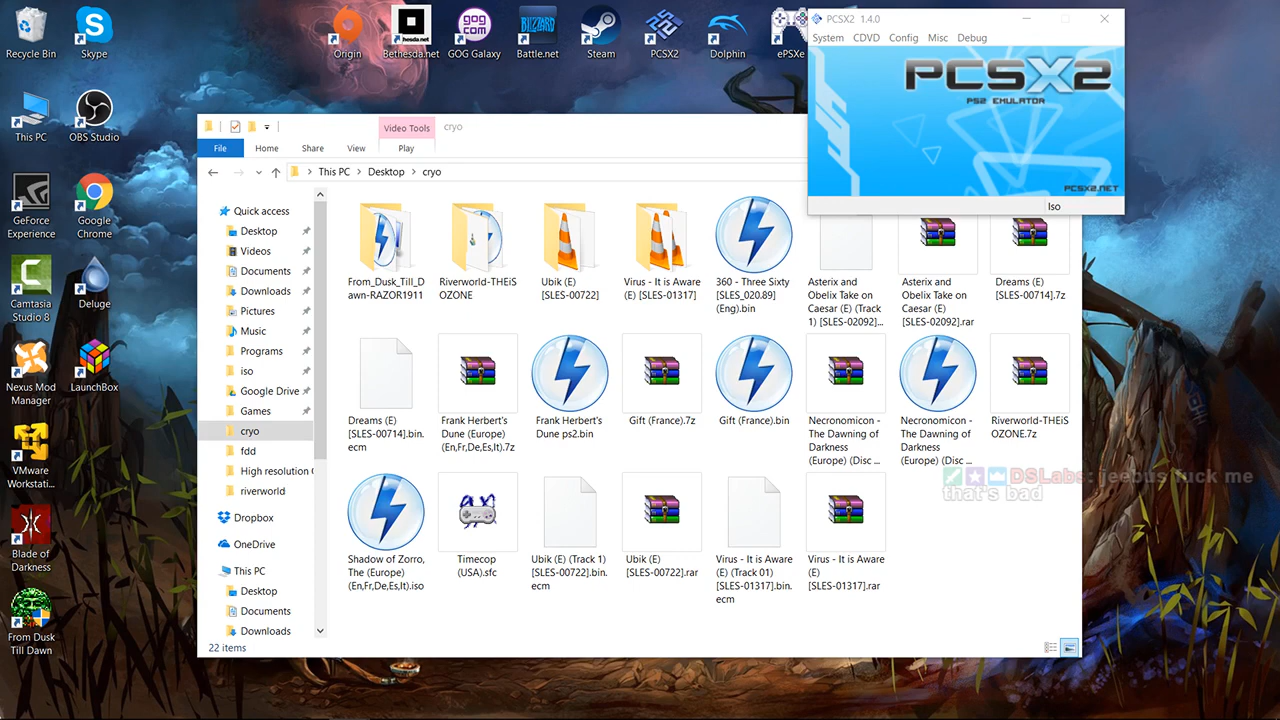 Recycle Bin
Skype
Origin
Bethesda.net
GOG Galaxy
Battle.net
Steam
PCSX2
Dolphin
ePSXe
This PC
OBS Studio
GeForce
Experience
Google
Chrome
Camtasia
Studio 8
Deluge
Nexus Mod
Manager
LaunchBox
VMware
Workstati...
Blade of
Darkness
From Dusk
Till Dawn
PCSX2 1.4.0
System CDVD Config Misc Debug
PCSX2
PS2 EMULATOR
PCSX2.NET
Iso
Video Tools cryo
File Home Share View Play
This PC > Desktop > cryo
Quick access
Desktop
Videos
Documents
Downloads
Pictures
Music
Programs
iso
Google Drive
Games
cryo
fdd
High resolution
riverworld
Dropbox
OneDrive
This PC
Desktop
Documents
Downloads
From_Dusk_Till_D
awn-RAZOR1911
Riverworld-THEiS
OZONE
Ubik (E)
[SLES-00722]
Virus - It is Aware
(E) [SLES-01317]
360 - Three Sixty
[SLES_020.89]
(Eng).bin
Asterix and
Obelix Take on
Caesar (E) (Track
1) [SLES-02092]...
Asterix and
Obelix Take on
Caesar (E)
[SLES-02092].rar
Dreams (E)
[SLES-00714].7z
Dreams (E)
[SLES-00714].bin.
ecm
Frank Herbert's
Dune (Europe)
(En,Fr,De,Es,It).7z
Frank Herbert's
Dune ps2.bin
Gift (France).7z
Gift (France).bin
Necronomicon -
The Dawning of
Darkness
(Europe) (Disc ...
Necronomicon -
The Dawning of
Darkness
(Europe) (Disc ...
Riverworld-THEiS
OZONE.7z
DSLabs: jeebus fuck me
that's bad
Shadow of Zorro,
The (Europe)
(En,Fr,De,Es,It).iso
Timecop
(USA).sfc
Ubik (E) (Track 1)
[SLES-00722].bin.
ecm
Ubik (E)
[SLES-00722].rar
Virus - It is Aware
(E) (Track 01)
[SLES-01317].bin.
ecm
Virus - It is Aware
(E)
[SLES-01317].rar
22 items